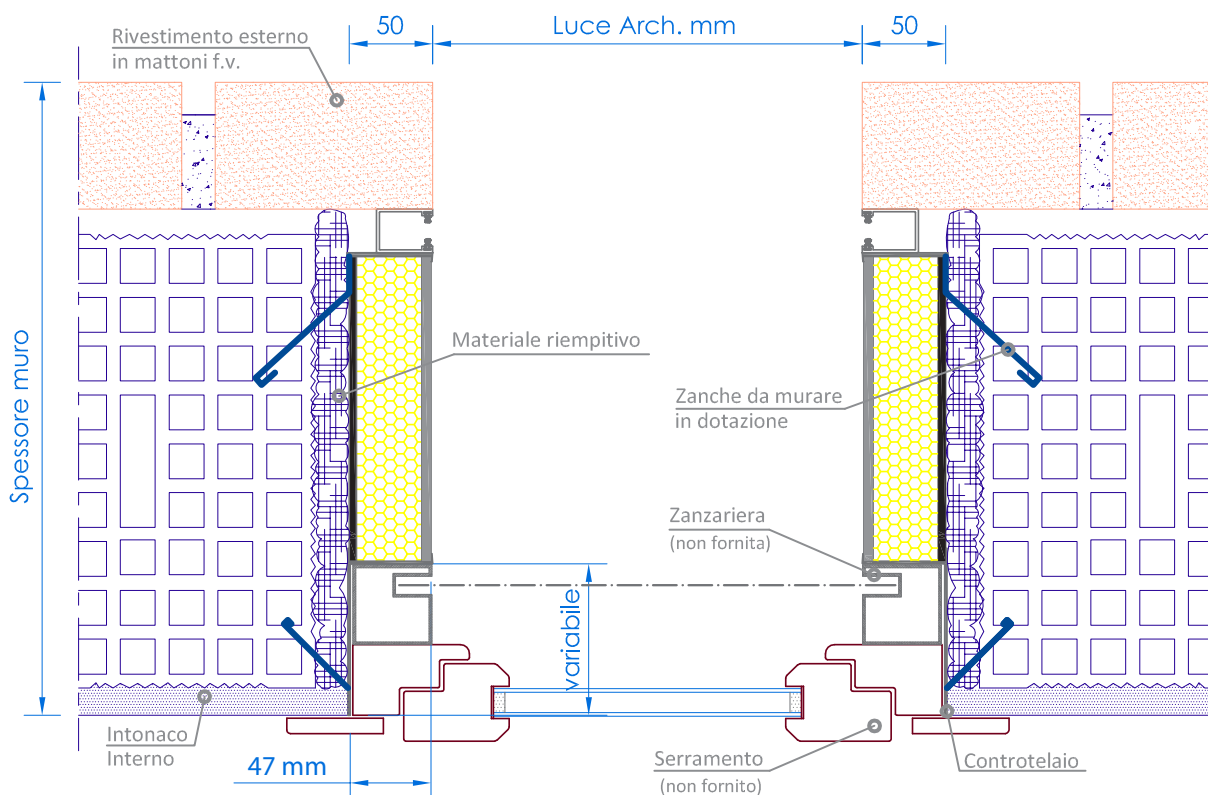 Rivestimento esterno
in mattoni f.v.
50
Luce Arch. mm
50
Spessore muro
Materiale riempitivo
Zanche da murare
in dotazione
Zanzariera
(non fornita)
variabile
Intonaco
Interno
47 mm
Serramento
(non fornito)
Controtelaio